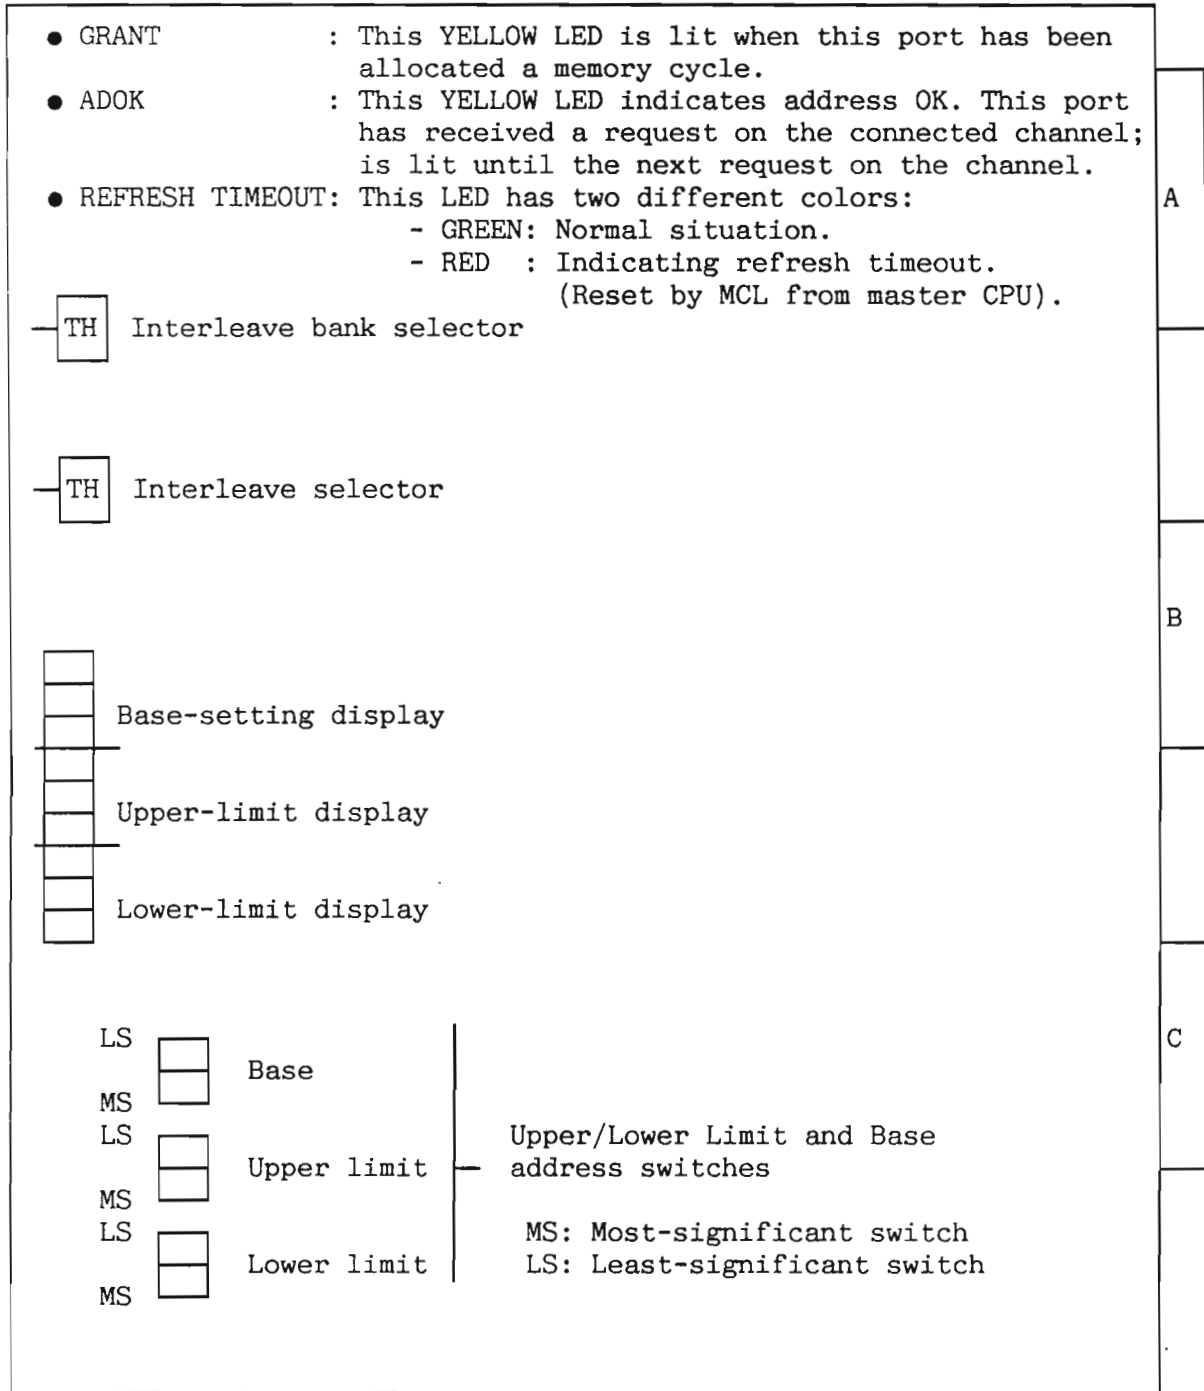 ● GRANT : This YELLOW LED is lit when this port has been
allocated a memory cycle.
● ADOK : This YELLOW LED indicates address OK. This port
has received a request on the connected channel;
is lit until the next request on the channel.
● REFRESH TIMEOUT: This LED has two different colors:
- GREEN: Normal situation.
- RED : Indicating refresh timeout.
(Reset by MCL from master CPU).
A
TH Interleave bank selector
TH Interleave selector
B
Base-setting display
Upper-limit display
Lower-limit display
C
LS
Base
MS
LS
Upper limit
MS
LS
Lower limit
MS
Upper/Lower Limit and Base
address switches
MS: Most-significant switch
LS: Least-significant switch